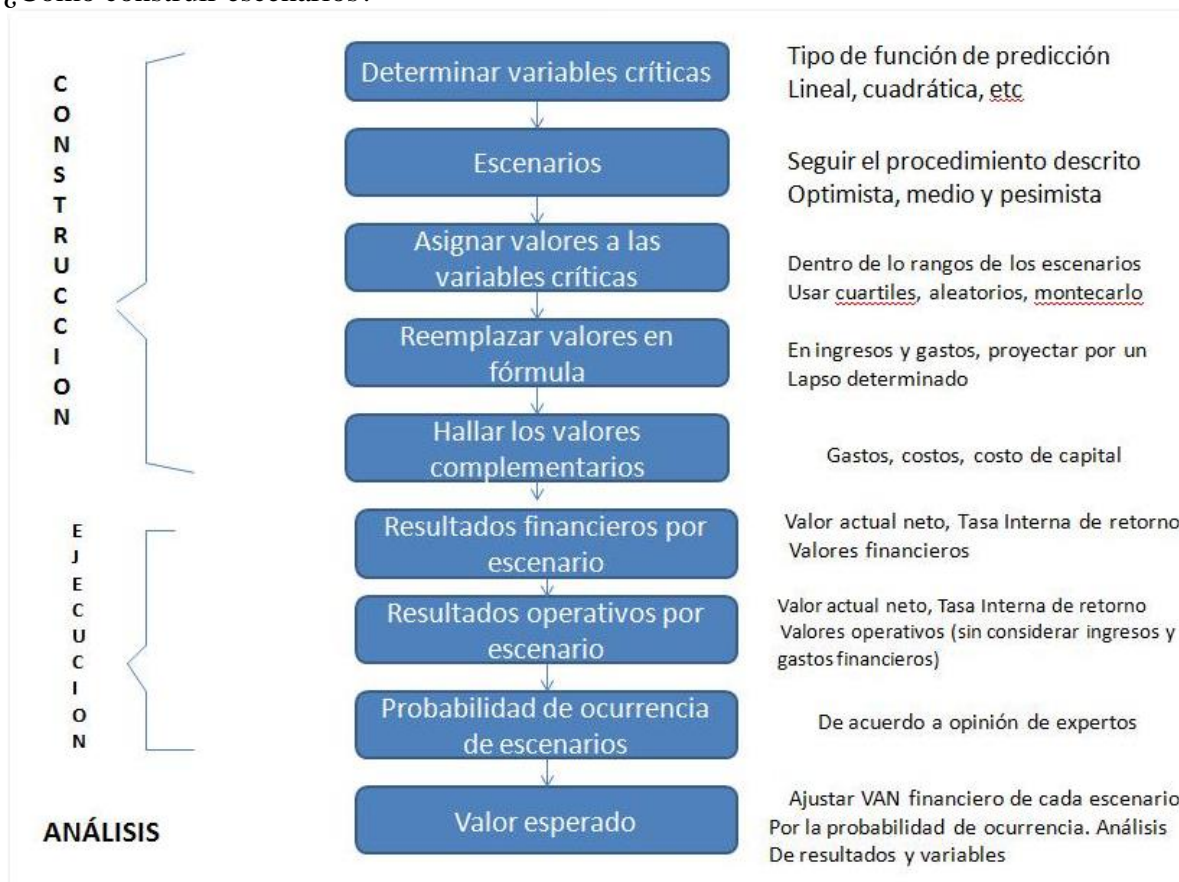 ¿Cómo construir escenarios?
CONSTRUCCION
Determinar variables críticas
Tipo de función de predicción
Lineal, cuadrática, etc
Escenarios
Seguir el procedimiento descrito
Optimista, medio y pesimista
Asignar valores a las
variables críticas
Dentro de lo rangos de los escenarios
Usar cuartiles, aleatorios, montecarlo
Reemplazar valores en
fórmula
En ingresos y gastos, proyectar por un
Lapso determinado
Hallar los valores
complementarios
Gastos, costos, costo de capital
EJECUCION
Resultados financieros por
escenario
Valor actual neto, Tasa Interna de retorno
Valores financieros
Resultados operativos por
escenario
Valor actual neto, Tasa Interna de retorno
Valores operativos (sin considerar ingresos y
gastos financieros)
Probabilidad de ocurrencia
de escenarios
De acuerdo a opinión de expertos
ANÁLISIS
Valor esperado
Ajustar VAN financiero de cada escenario
Por la probabilidad de ocurrencia. Análisis
De resultados y variables